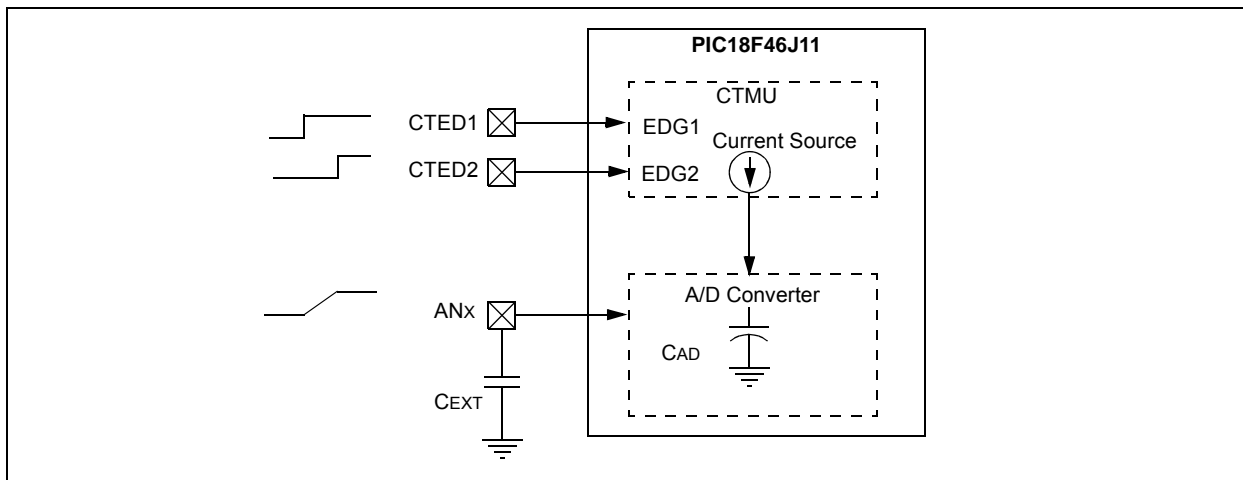 PIC18F46J11
CTMU
CTED1
EDG1
Current Source
CTED2
EDG2
A/D Converter
ANX
CAD
CEXT